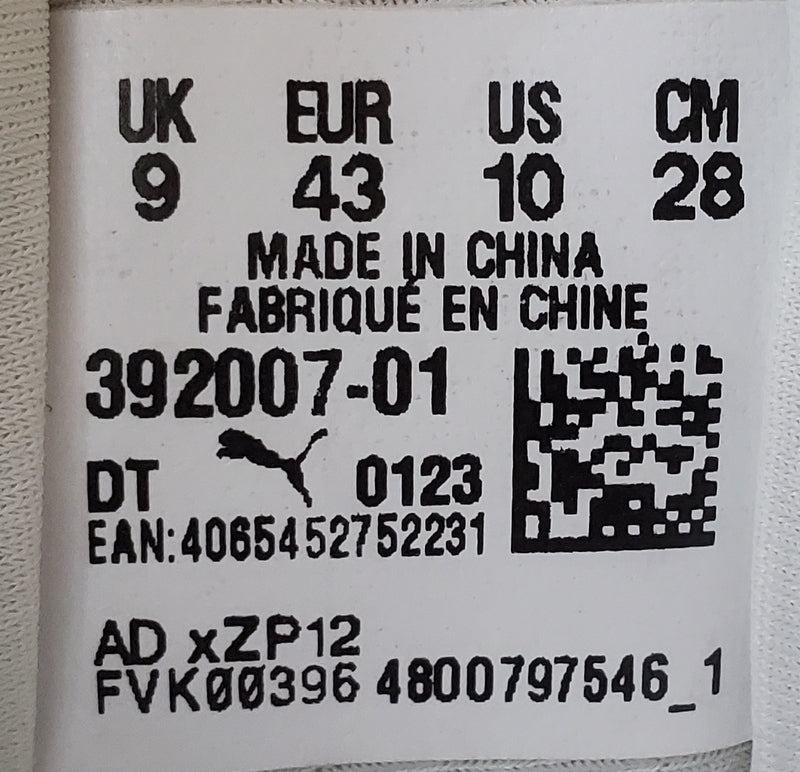 UK EUR US CM
9 43 10 28
MADE IN CHINA
FABRIQUÉ EN CHINE
392007-01
DT 0123
EAN:4065452752231
AD xZP12
FVK00396 4800797546_1